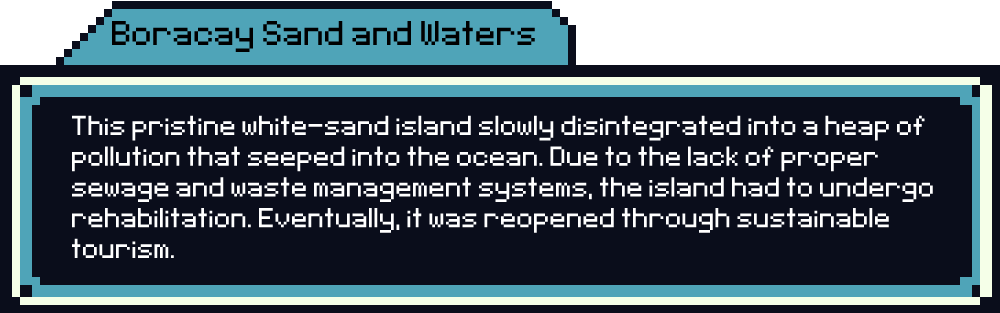 Boracay Sand and Waters
This pristine white-sand island slowly disintegrated into a heap of
pollution that seeped into the ocean. Due to the lack of proper
sewage and waste management systems, the island had to undergo
rehabilitation. Eventually, it was reopened through sustainable
tourism.